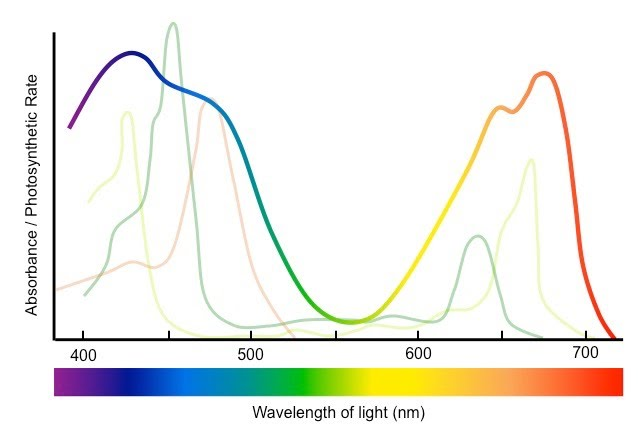 Absorbance / Photosynthetic Rate
400 500 600 700
Wavelength of light (nm)